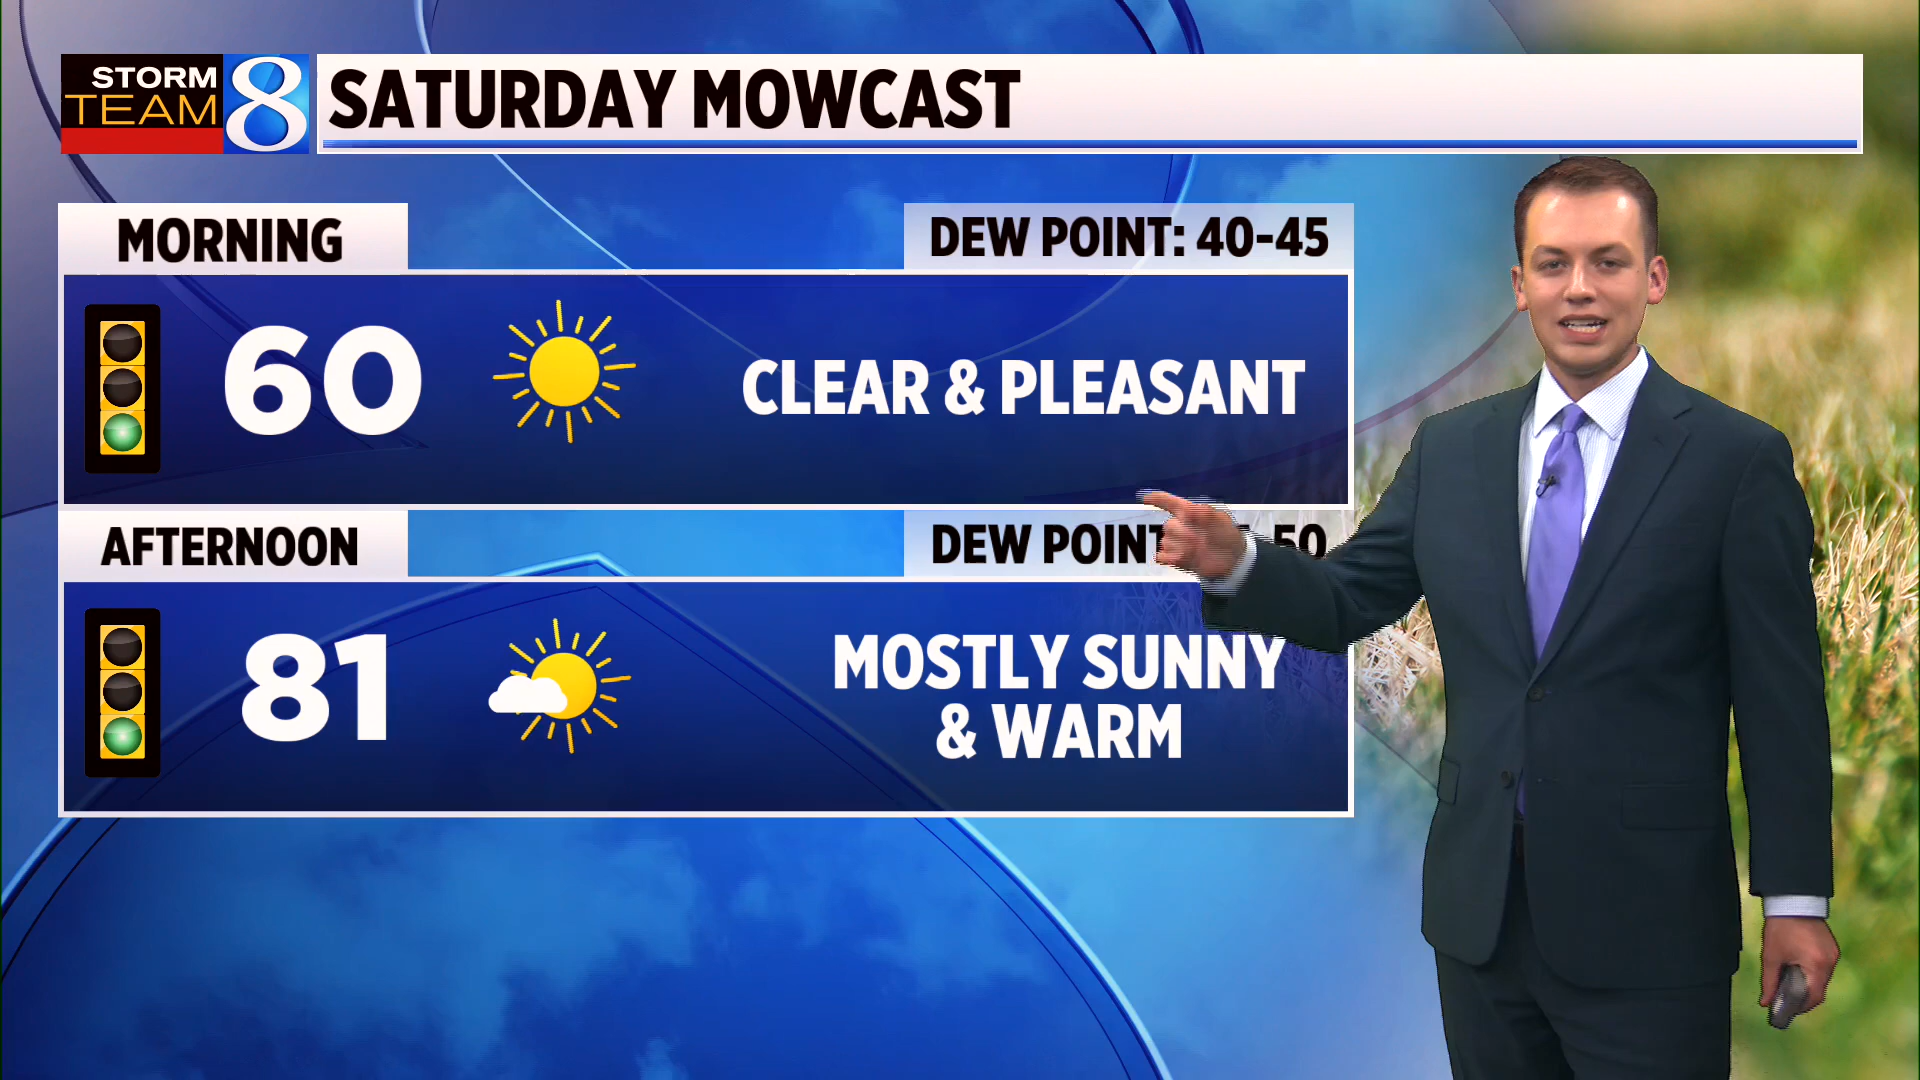 STORM
TEAM
8
SATURDAY MOWCAST
MORNING
DEW POINT: 40-45
60
CLEAR & PLEASANT
AFTERNOON
DEW POINT 50
81
MOSTLY SUNNY
& WARM